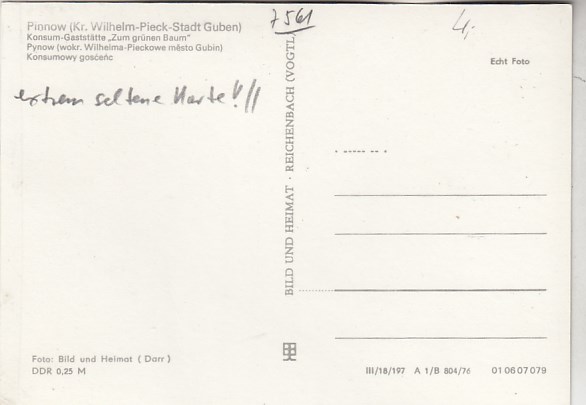 Pinnow (Kr. Wilhelm-Pieck-Stadt Guben)
Konsum-Gaststätte „Zum grünen Baum"
Pynow (wokr. Wilhelma-Pieckowe město Gubin)
Konsumowy gosćeńc
7561
4,-
Echt Foto
extrem seltene Karte!!!
BILD UND HEIMAT · REICHENBACH (VOGTL
Foto: Bild und Heimat ( Darr )
DDR 0,25 M
III/18/197 A 1/B 804/76 01 06 07 079